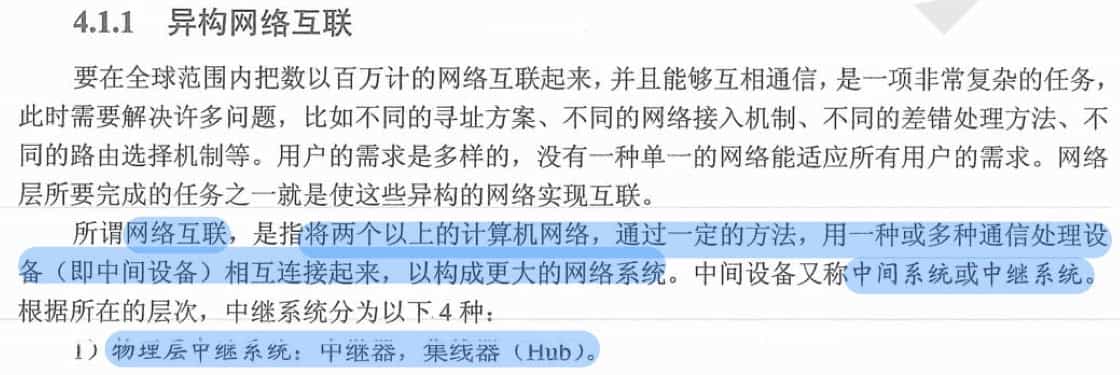 4.1.1 异构网络互联
要在全球范围内把数以百万计的网络互联起来，并且能够互相通信，是一项非常复杂的任务，
此时需要解决许多问题，比如不同的寻址方案、不同的网络接入机制、不同的差错处理方法、不
同的路由选择机制等。用户的需求是多样的，没有一种单一的网络能适应所有用户的需求。网络
层所要完成的任务之一就是使这些异构的网络实现互联。
所谓网络互联，是指将两个以上的计算机网络，通过一定的方法，用一种或多种通信处理设
备（即中间设备）相互连接起来，以构成更大的网络系统。中间设备又称中间系统或中继系统。
根据所在的层次，中继系统分为以下 4 种：
1）物理层中继系统：中继器，集线器（Hub）。